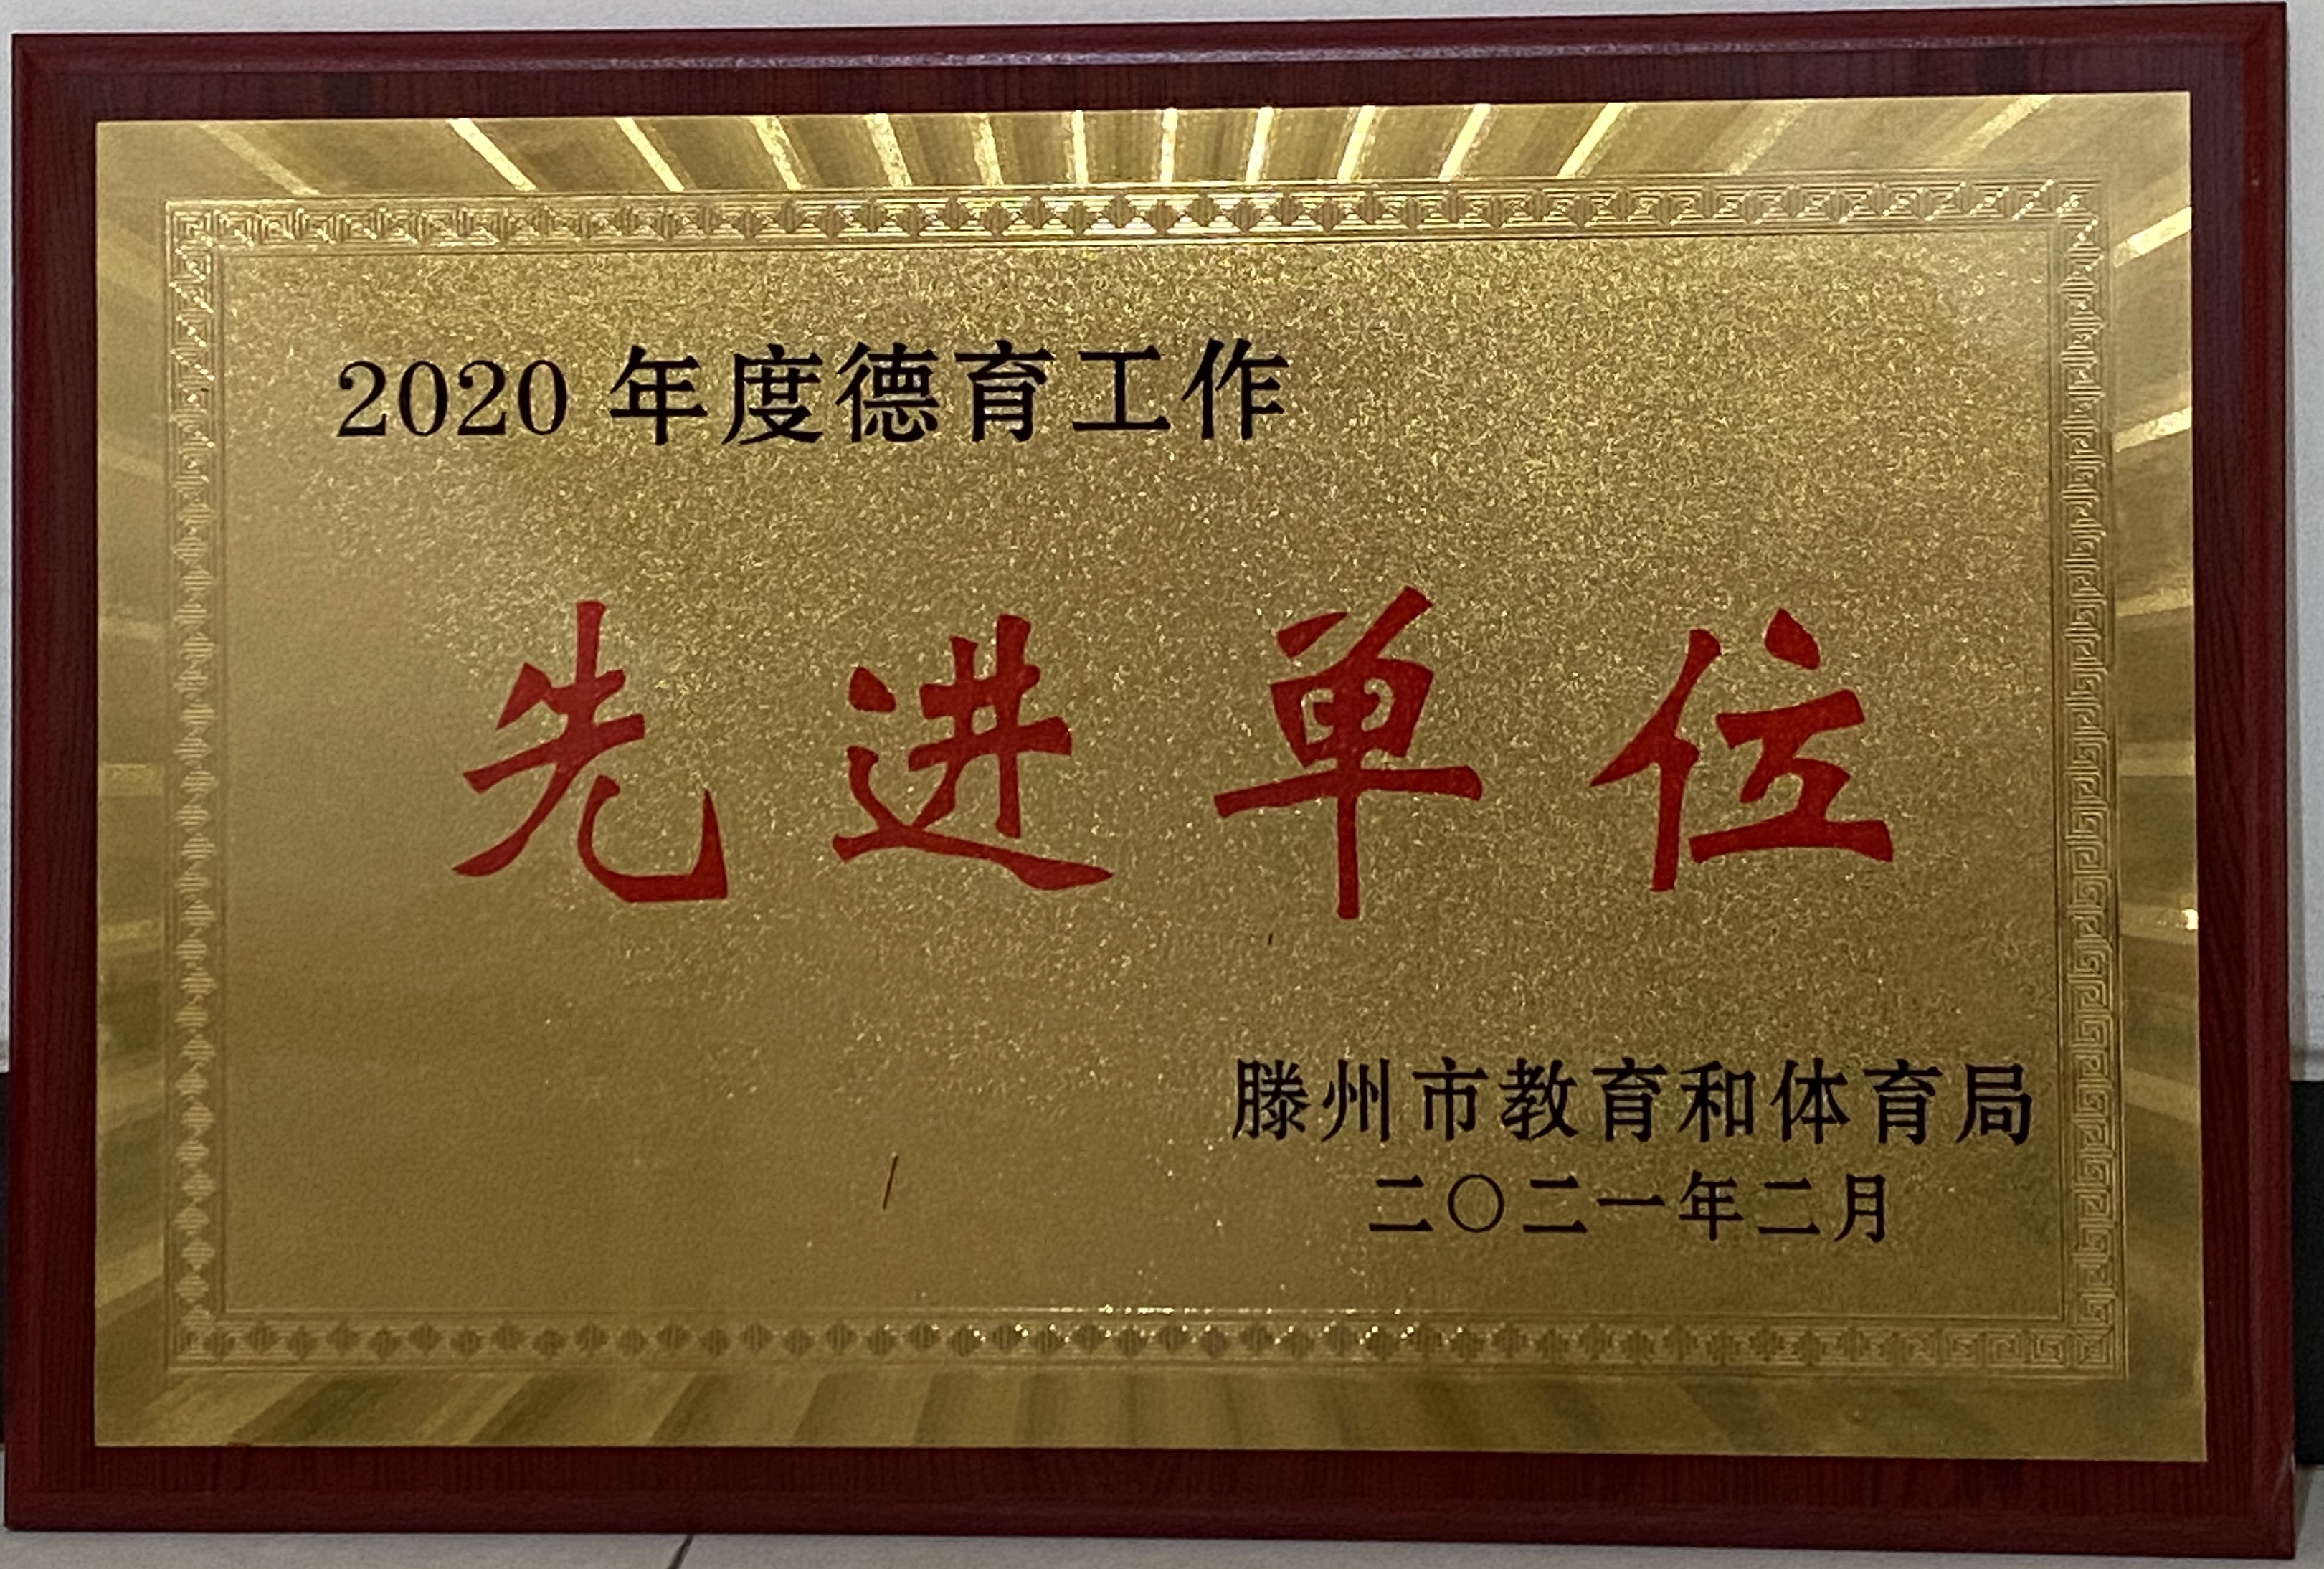 2020 年度德育工作
先进单位
滕州市教育和体育局
二〇二一年二月